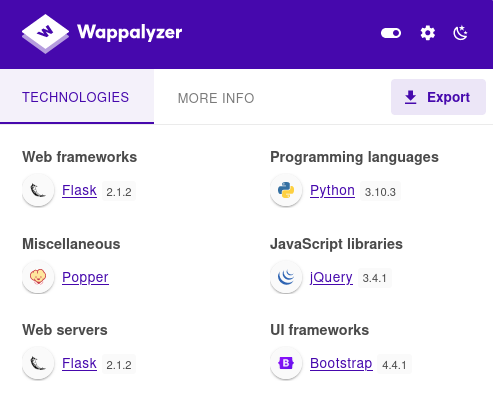 Wappalyzer
TECHNOLOGIES
MORE INFO
Export
Web frameworks
Flask 2.1.2
Programming languages
Python 3.10.3
Miscellaneous
Popper
JavaScript libraries
jQuery 3.4.1
Web servers
Flask 2.1.2
UI frameworks
Bootstrap 4.4.1